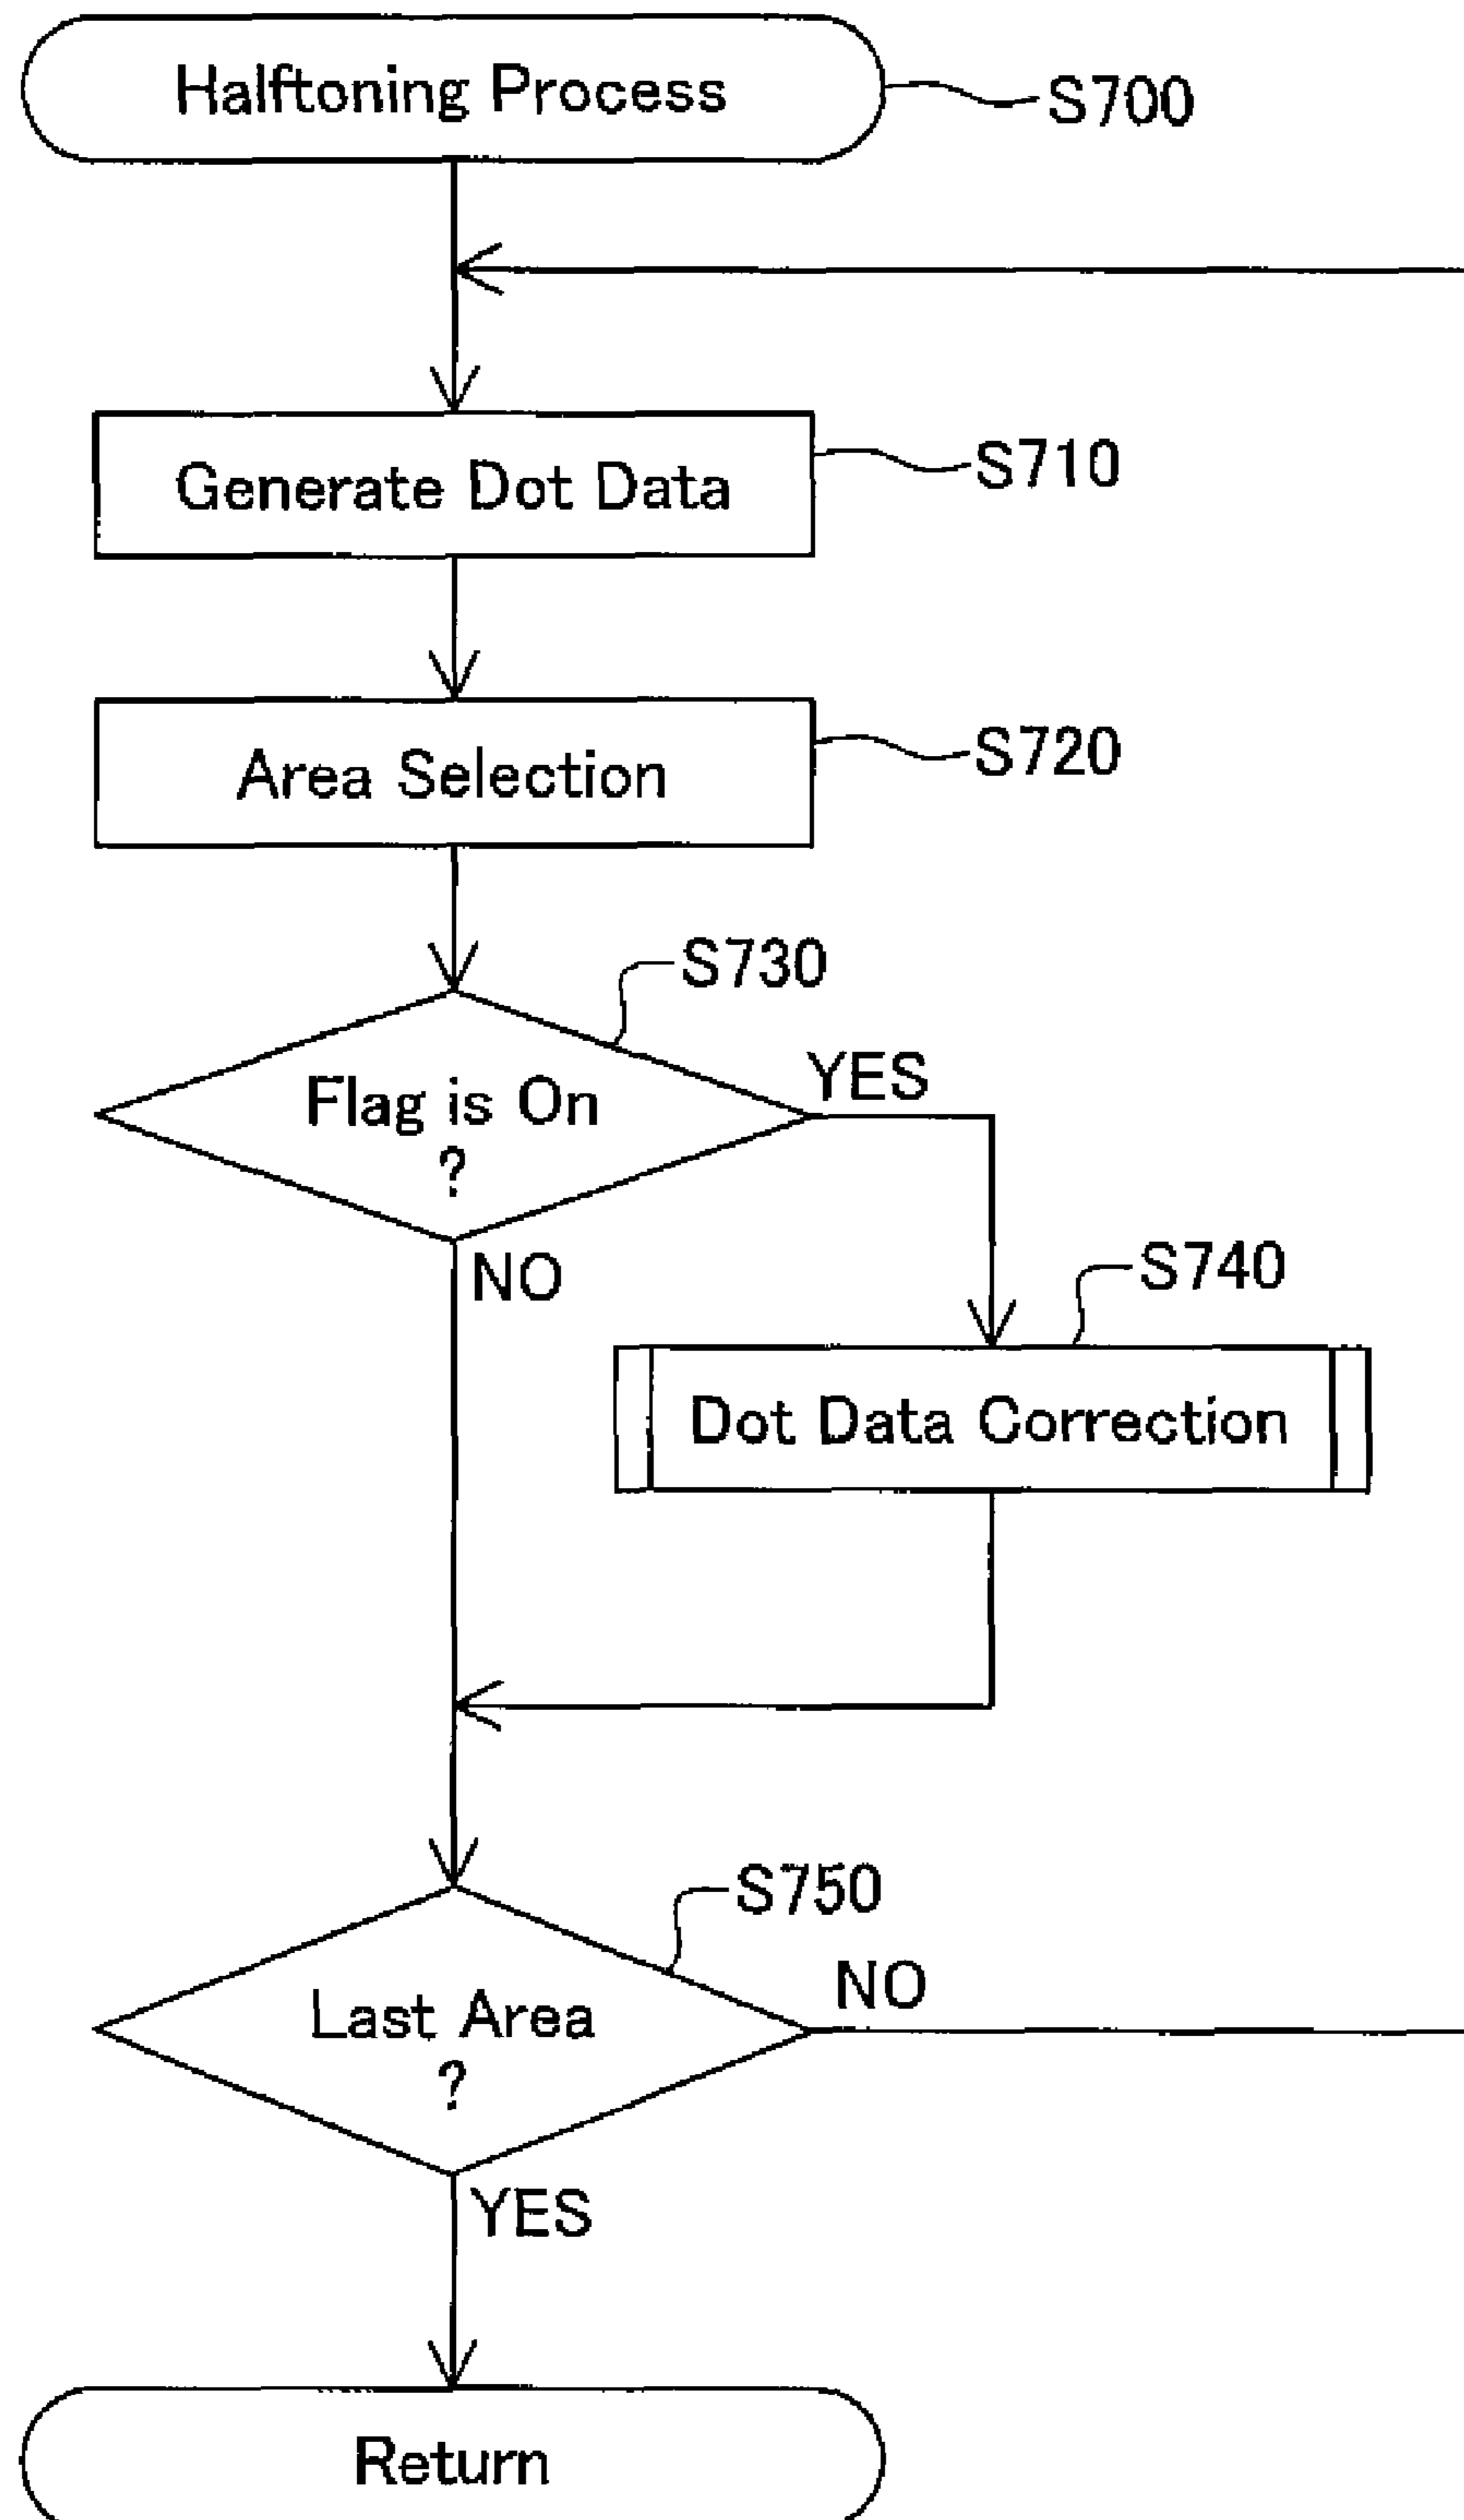 Halftoning Process
S700
Generate Dot Data
S710
Area Selection
S720
S730
Flag is On
?
YES
NO
S740
Dot Data Correction
S750
Last Area
?
NO
YES
Return